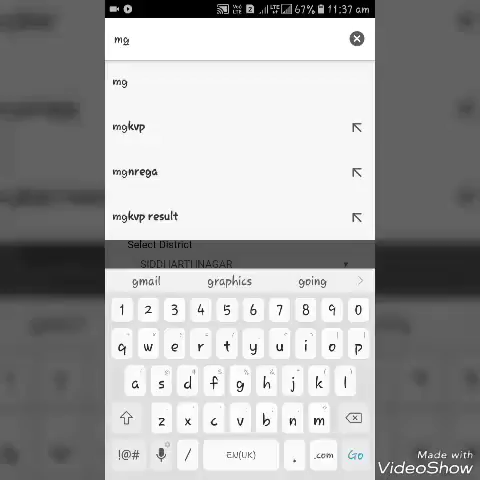 67% 11:37 am
mg
mg
mgkvp
mgnrega
mgkvp result
Select District
SIDDHARTHNAGAR
gmail graphics going
1 2 3 4 5 6 7 8 9 0
q w e r t y u i o p
a s d f g h j k l
z x c v b n m
!@# / EN(UK) . .com Go
Made with
VideoShow